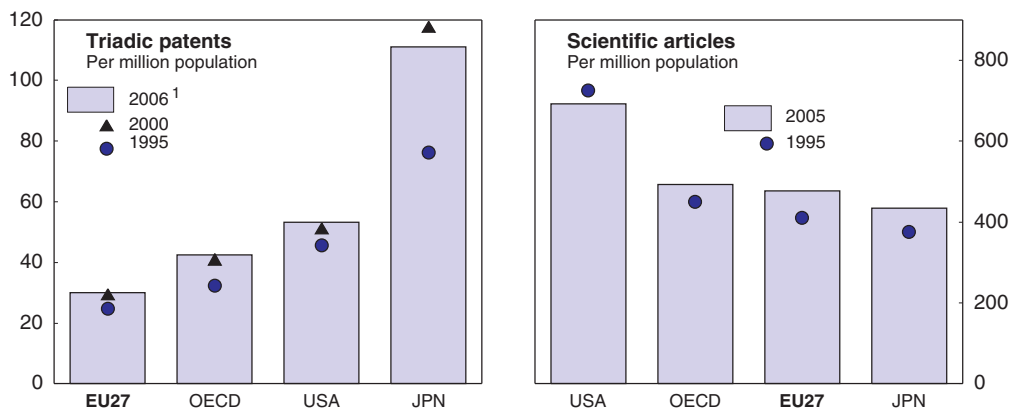 Triadic patents
Per million population
2006 1
2000
1995
120
100
80
60
40
20
0
EU27 OECD USA JPN
Scientific articles
Per million population
2005
1995
800
600
400
200
0
USA OECD EU27 JPN